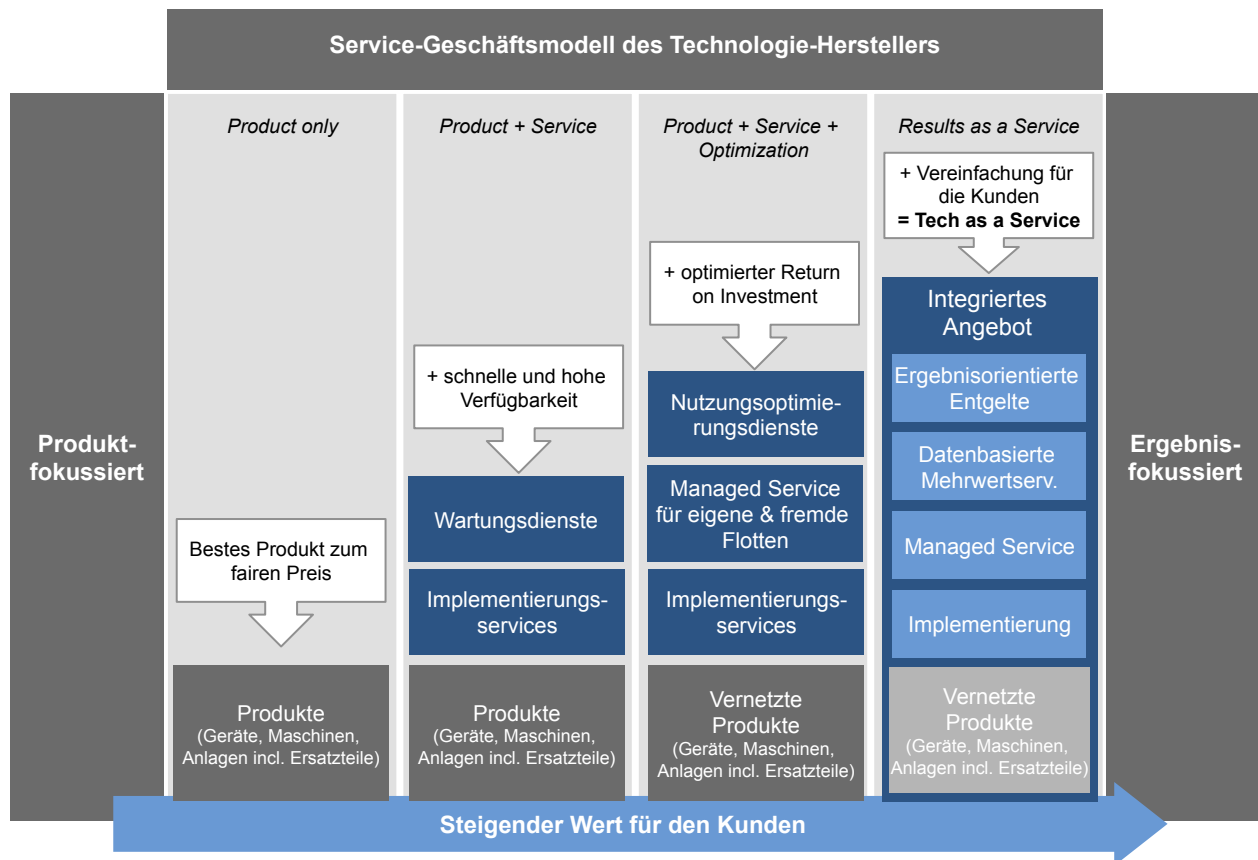 Service-Geschäftsmodell des Technologie-Herstellers
Produkt-
fokussiert
Product only
Bestes Produkt zum
fairen Preis
Produkte
(Geräte, Maschinen,
Anlagen incl. Ersatzteile)
Product + Service
+ schnelle und hohe
Verfügbarkeit
Wartungsdienste
Implementierungs-
services
Produkte
(Geräte, Maschinen,
Anlagen incl. Ersatzteile)
Product + Service +
Optimization
+ optimierter Return
on Investment
Nutzungsoptimie-
rungsdienste
Managed Service
für eigene & fremde
Flotten
Implementierungs-
services
Vernetzte
Produkte
(Geräte, Maschinen,
Anlagen incl. Ersatzteile)
Results as a Service
+ Vereinfachung für
die Kunden
= Tech as a Service
Integriertes
Angebot
Ergebnisorientierte
Entgelte
Datenbasierte
Mehrwertserv.
Managed Service
Implementierung
Vernetzte
Produkte
(Geräte, Maschinen,
Anlagen incl. Ersatzteile)
Ergebnis-
fokussiert
Steigender Wert für den Kunden